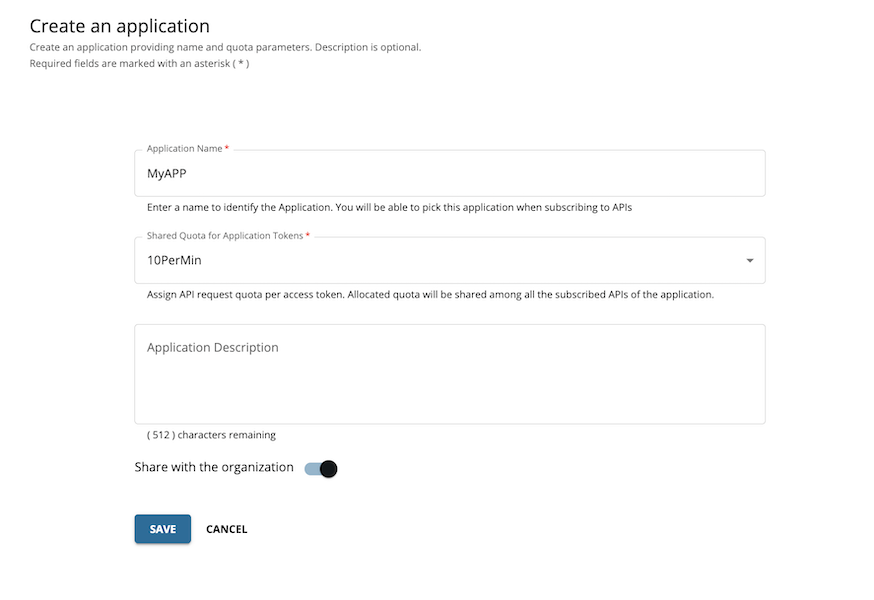 Create an application
Create an application providing name and quota parameters. Description is optional.
Required fields are marked with an asterisk ( * )
Application Name *
MyAPP
Enter a name to identify the Application. You will be able to pick this application when subscribing to APIs
Shared Quota for Application Tokens *
10PerMin
Assign API request quota per access token. Allocated quota will be shared among all the subscribed APIs of the application.
Application Description
( 512 ) characters remaining
Share with the organization
SAVE CANCEL